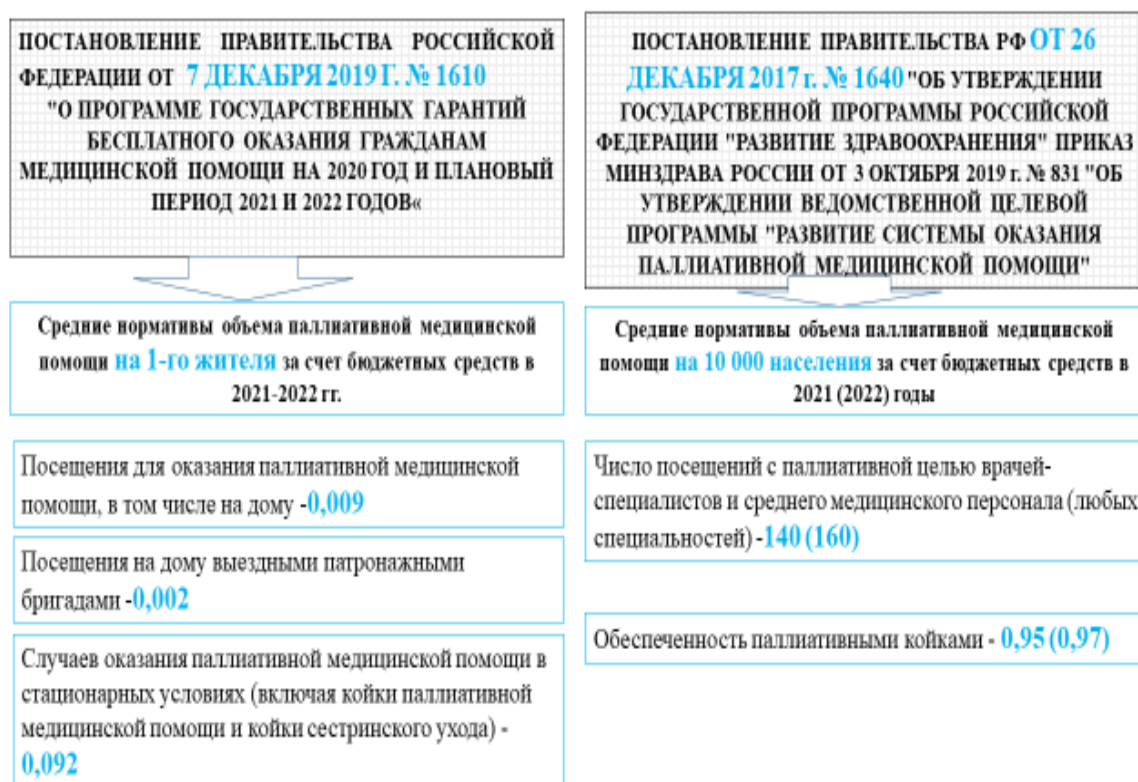 ПОСТАНОВЛЕНИЕ ПРАВИТЕЛЬСТВА РОССИЙСКОЙ
ФЕДЕРАЦИИ ОТ 7 ДЕКАБРЯ 2019 Г. № 1610
"О ПРОГРАММЕ ГОСУДАРСТВЕННЫХ ГАРАНТИЙ
БЕСПЛАТНОГО ОКАЗАНИЯ ГРАЖДАНАМ
МЕДИЦИНСКОЙ ПОМОЩИ НА 2020 ГОД И ПЛАНОВЫЙ
ПЕРИОД 2021 И 2022 ГОДОВ«
Средние нормативы объема паллиативной медицинской
помощи на 1-го жителя за счет бюджетных средств в
2021-2022 гг.
Посещения для оказания паллиативной медицинской
помощи, в том числе на дому -0,009
Посещения на дому выездными патронажными
бригадами -0,002
Случаев оказания паллиативной медицинской помощи в
стационарных условиях (включая койки паллиативной
медицинской помощи и койки сестринского ухода) -
0,092
ПОСТАНОВЛЕНИЕ ПРАВИТЕЛЬСТВА РФ ОТ 26
ДЕКАБРЯ 2017 г. № 1640 "ОБ УТВЕРЖДЕНИИ
ГОСУДАРСТВЕННОЙ ПРОГРАММЫ РОССИЙСКОЙ
ФЕДЕРАЦИИ "РАЗВИТИЕ ЗДРАВООХРАНЕНИЯ" ПРИКАЗ
МИНЗДРАВА РОССИИ ОТ 3 ОКТЯБРЯ 2019 г. № 831 "ОБ
УТВЕРЖДЕНИИ ВЕДОМСТВЕННОЙ ЦЕЛЕВОЙ
ПРОГРАММЫ "РАЗВИТИЕ СИСТЕМЫ ОКАЗАНИЯ
ПАЛЛИАТИВНОЙ МЕДИЦИНСКОЙ ПОМОЩИ"
Средние нормативы объема паллиативной медицинской
помощи на 10 000 населения за счет бюджетных средств в
2021 (2022) годы
Число посещений с паллиативной целью врачей-
специалистов и среднего медицинского персонала (любых
специальностей) -140 (160)
Обеспеченность паллиативными койками - 0,95 (0,97)